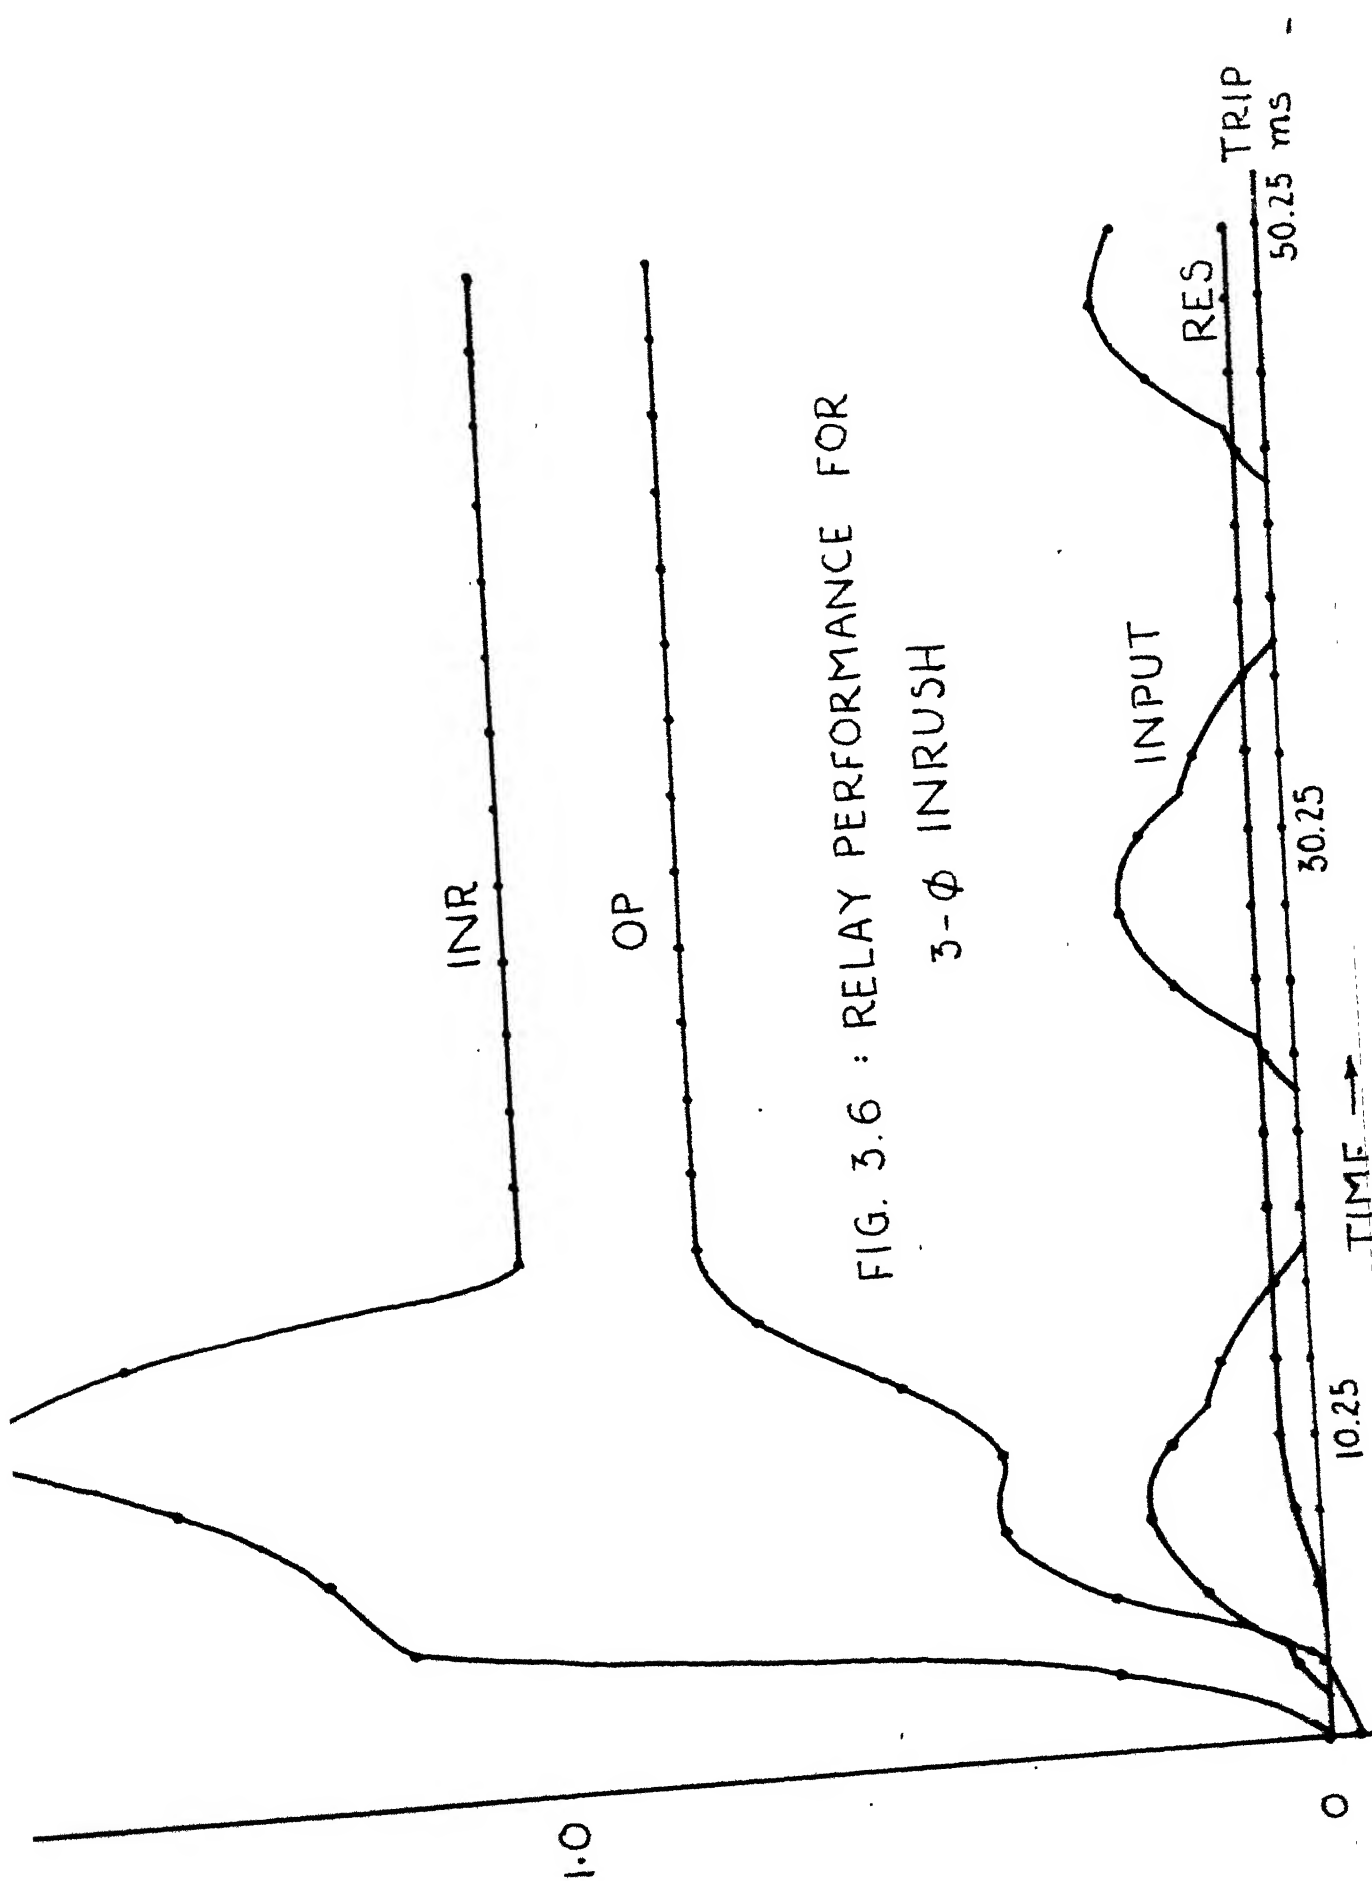 1.0
0
INR
OP
INPUT
RES
TRIP
10.25
30.25
50.25 ms
TIME
FIG. 3.6 : RELAY PERFORMANCE FOR
3-Φ INRUSH